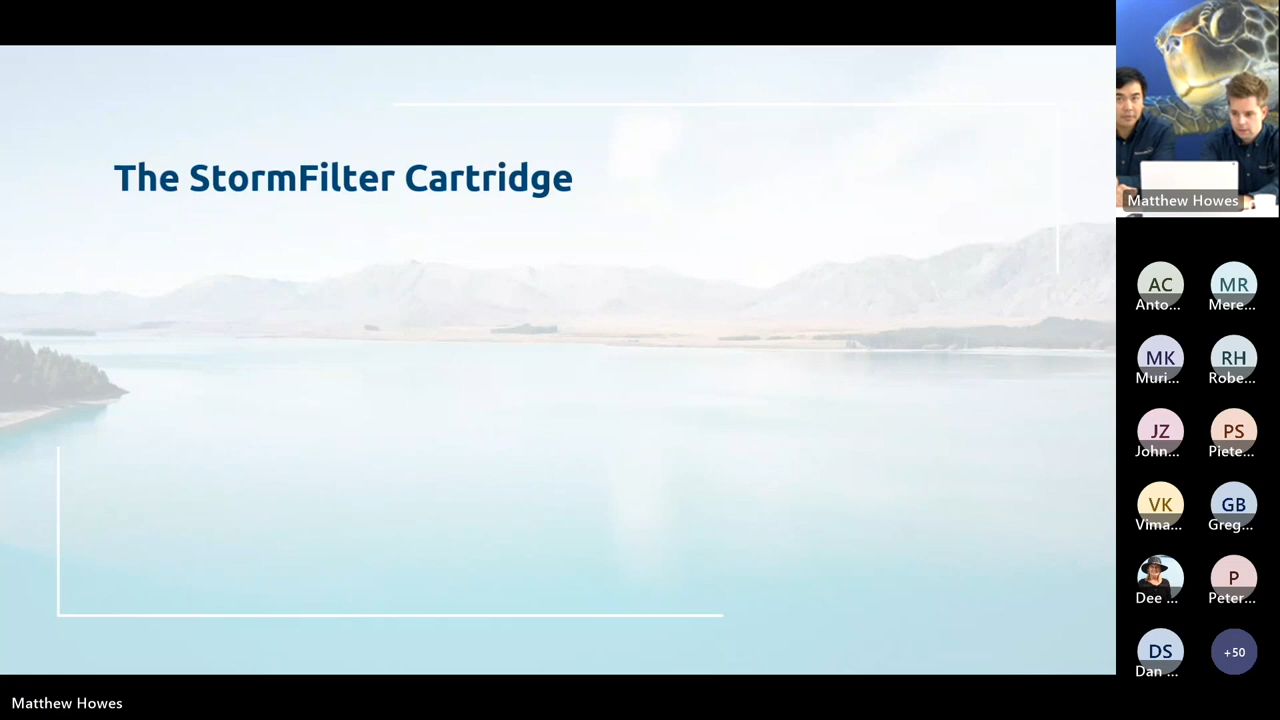 The StormFilter Cartridge
Matthew Howes
AC MR
Anto... Mere...
MK RH
Muri... Robe...
JZ PS
John... Piete...
VK GB
Vima... Greg...
Dee ... P
Peter...
DS +50
Dan ...
Matthew Howes